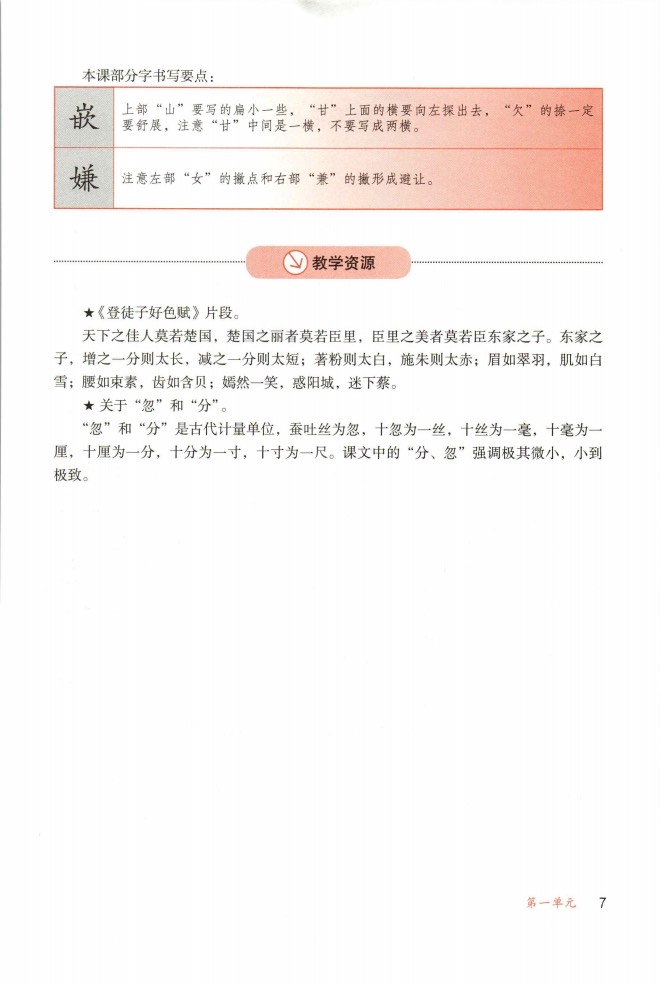 本课部分字书写要点：
嵌
上部“山”要写的扁小一些，“甘”上面的横要向左探出去，“欠”的捺一定
要舒展，注意“甘”中间是一横，不要写成两横。
嫌
注意左部“女”的撇点和右部“兼”的撇形成避让。
教学资源
★《登徒子好色赋》片段。
天下之佳人莫若楚国，楚国之丽者莫若臣里，臣里之美者莫若臣东家之子。东家之
子，增之一分则太长，减之一分则太短；著粉则太白，施朱则太赤；眉如翠羽，肌如白
雪；腰如束素，齿如含贝；嫣然一笑，惑阳城，迷下蔡。
★ 关于“忽”和“分”。
“忽”和“分”是古代计量单位，蚕吐丝为忽，十忽为一丝，十丝为一毫，十毫为一
厘，十厘为一分，十分为一寸，十寸为一尺。课文中的“分、忽”强调极其微小，小到
极致。
第一单元 7